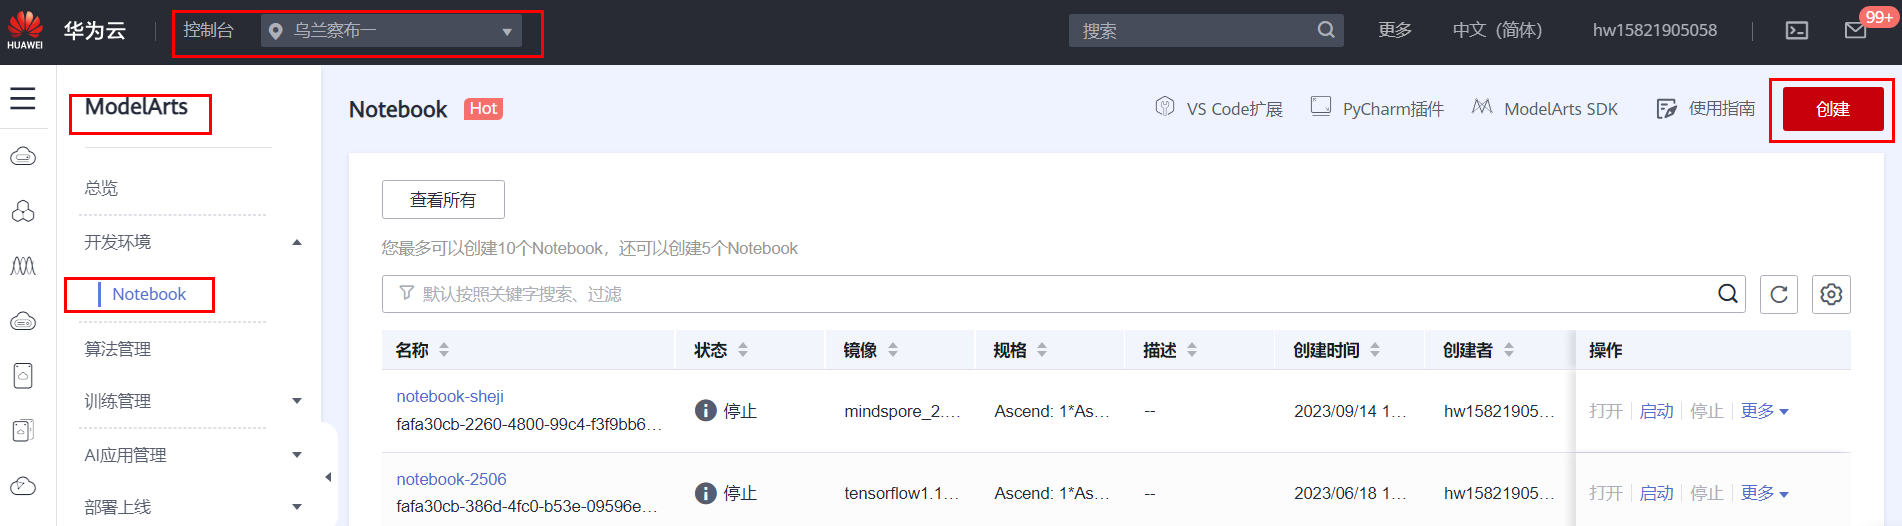 HUAWEI 华为云 控制台 乌兰察布一 搜索 更多 中文（简体） hw15821905058 99+
ModelArts
总览
开发环境
Notebook
算法管理
训练管理
AI应用管理
部署上线
Notebook Hot VS Code扩展 PyCharm插件 ModelArts SDK 使用指南 创建
查看所有
您最多可以创建10个Notebook，还可以创建5个Notebook
默认按照关键字搜索、过滤
名称 状态 镜像 规格 描述 创建时间 创建者 操作
notebook-sheji
fafa30cb-2260-4800-99c4-f3f9bb6... 停止 mindspore_2.... Ascend: 1*As... -- 2023/09/14 1... hw15821905... 打开 启动 停止 更多
notebook-2506
fafa30cb-386d-4fc0-b53e-09596e... 停止 tensorflow1.1... Ascend: 1*As... -- 2023/06/18 1... hw15821905... 打开 启动 停止 更多